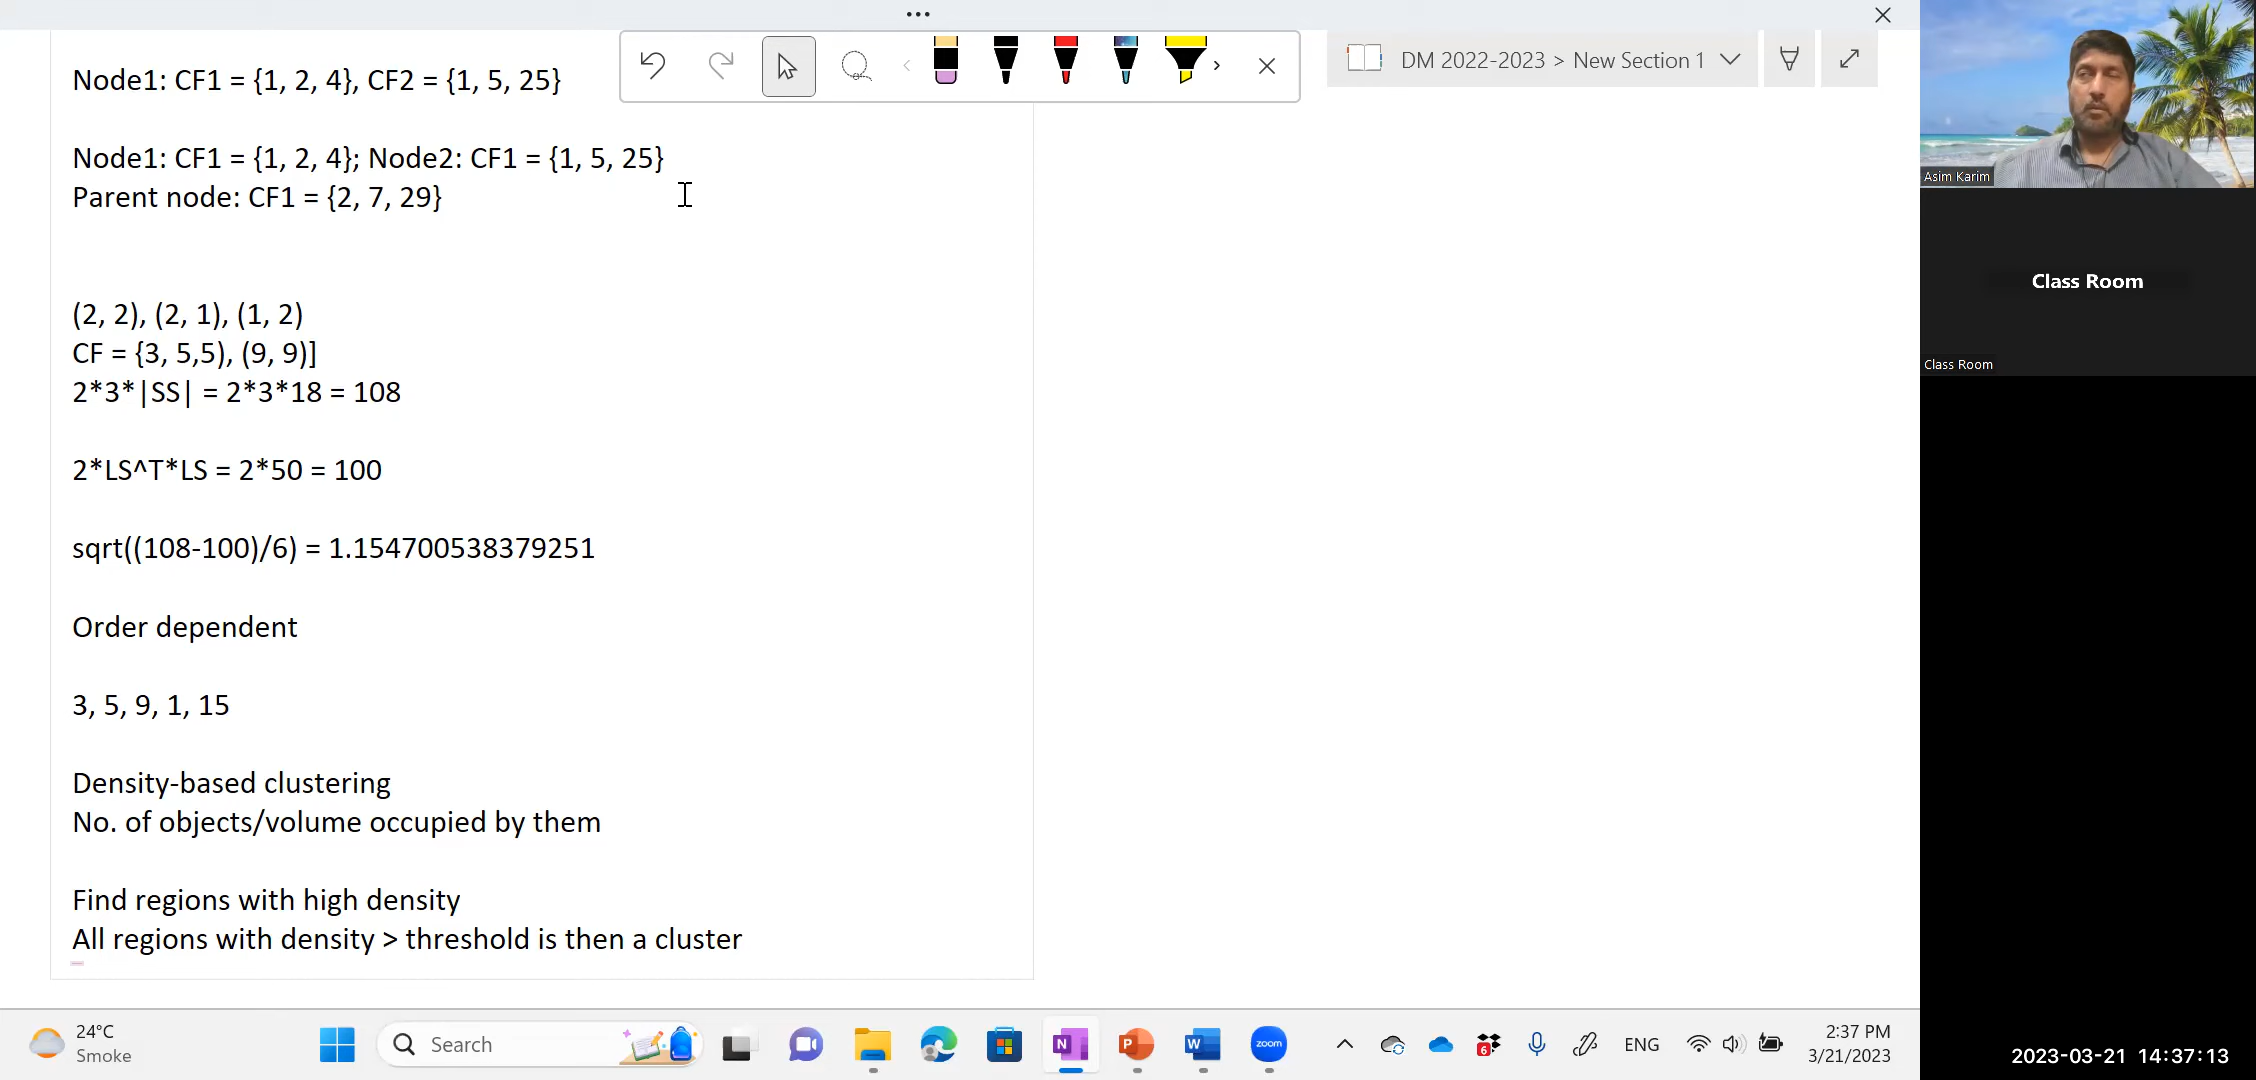 •••
Node1: CF1 = {1, 2, 4}, CF2 = {1, 5, 25}
DM 2022-2023 > New Section 1
Node1: CF1 = {1, 2, 4}; Node2: CF1 = {1, 5, 25}
Parent node: CF1 = {2, 7, 29}
(2, 2), (2, 1), (1, 2)
CF = {3, 5,5), (9, 9)]
2*3*|SS| = 2*3*18 = 108
2*LS^T*LS = 2*50 = 100
sqrt((108-100)/6) = 1.154700538379251
Order dependent
3, 5, 9, 1, 15
Density-based clustering
No. of objects/volume occupied by them
Find regions with high density
All regions with density > threshold is then a cluster
Asim Karim
Class Room
Class Room
24°C
Smoke
Search
N
P
W
zoom
6
ENG
2:37 PM
3/21/2023
2023-03-21 14:37:13